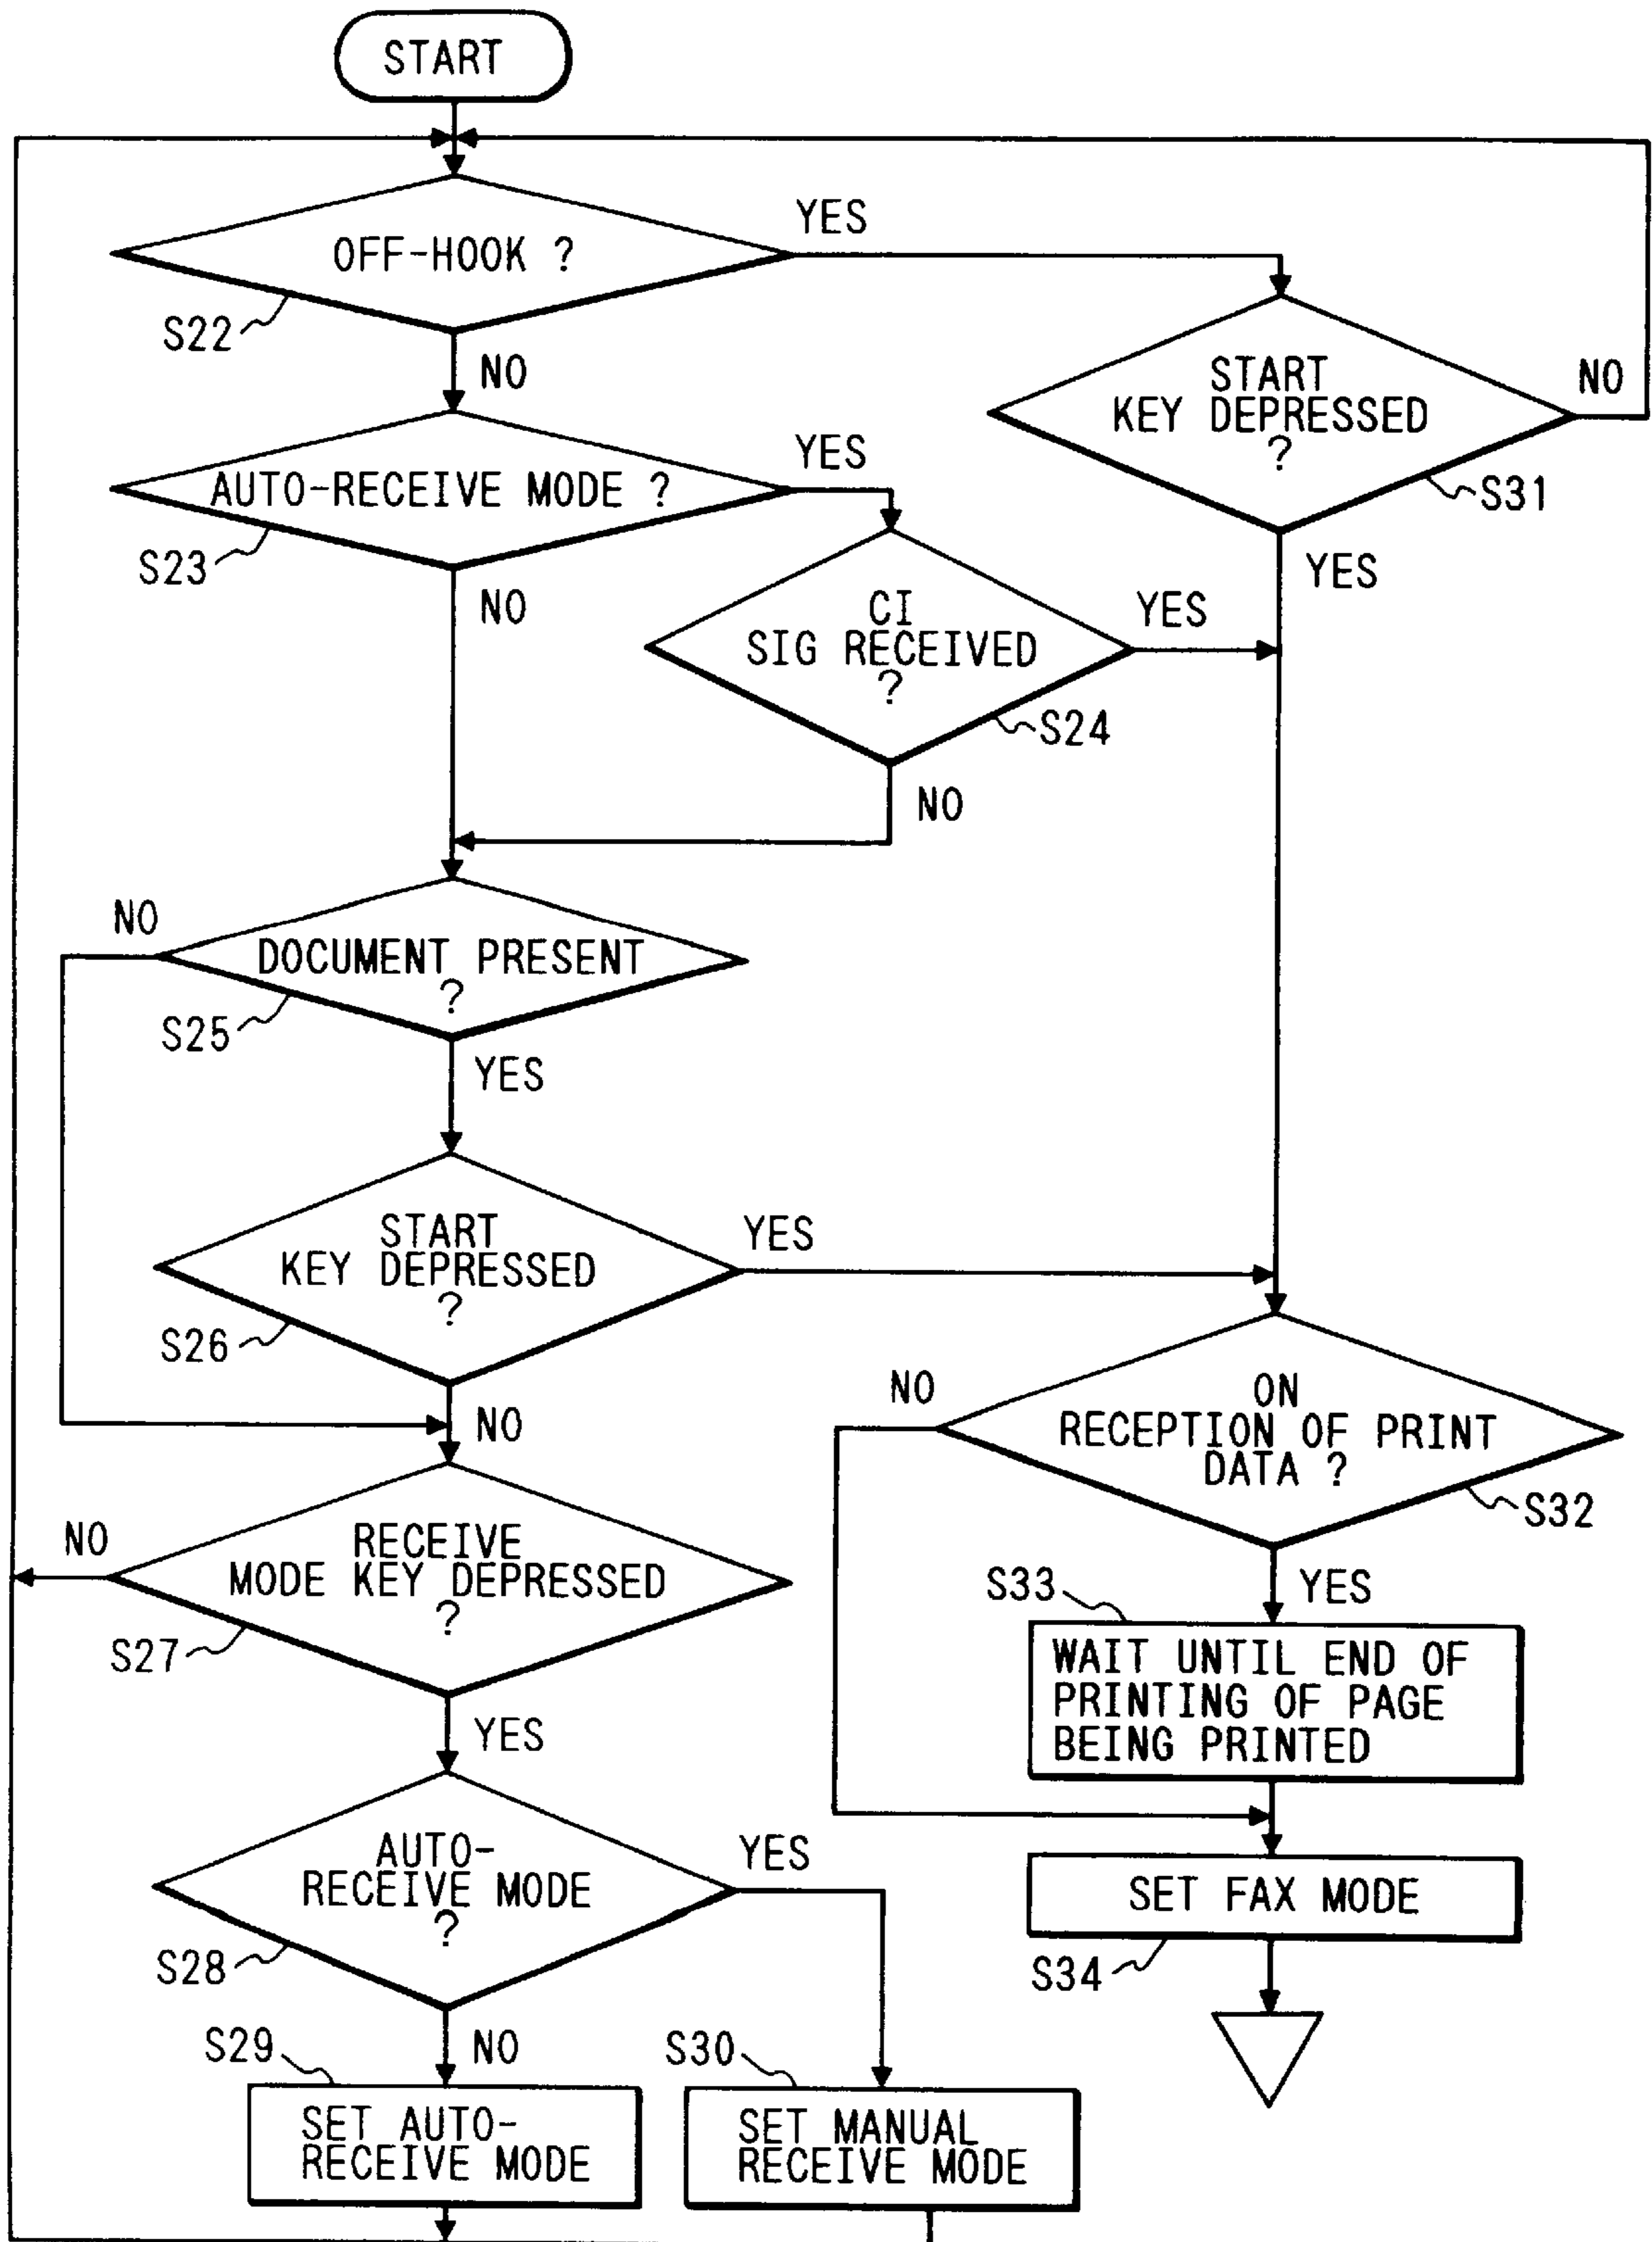 START
OFF-HOOK ?
YES
S22
NO
START
KEY DEPRESSED
?
NO
S31
YES
AUTO-RECEIVE MODE ?
YES
S23
NO
CI
SIG RECEIVED
?
YES
S24
NO
NO
DOCUMENT PRESENT
?
S25
YES
START
KEY DEPRESSED
?
YES
S26
NO
NO
ON
RECEPTION OF PRINT
DATA ?
S32
YES
NO
RECEIVE
MODE KEY DEPRESSED
?
S27
YES
S33
WAIT UNTIL END OF
PRINTING OF PAGE
BEING PRINTED
AUTO-
RECEIVE MODE
?
YES
S28
NO
SET FAX MODE
S34
S29
SET AUTO-
RECEIVE MODE
S30
SET MANUAL
RECEIVE MODE